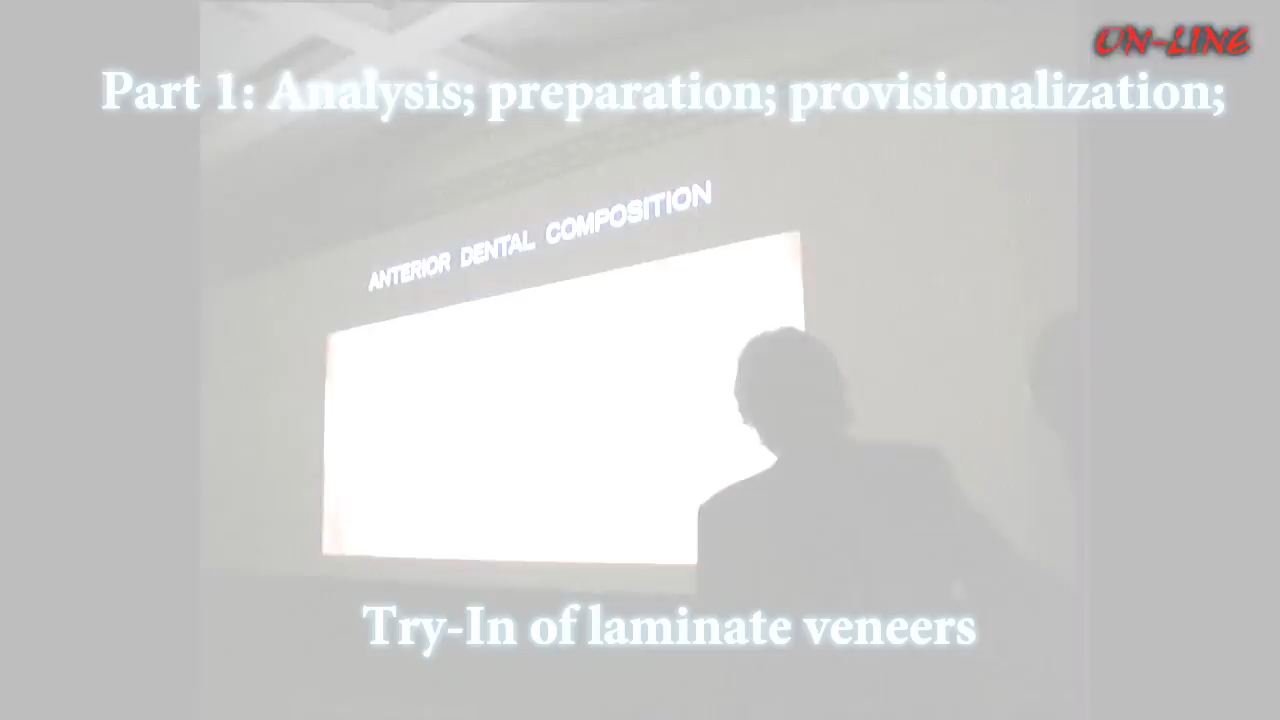 ON-LINE
Part 1: Analysis; preparation; provisionalization;
ANTERIOR DENTAL COMPOSITION
Try-In of laminate veneers